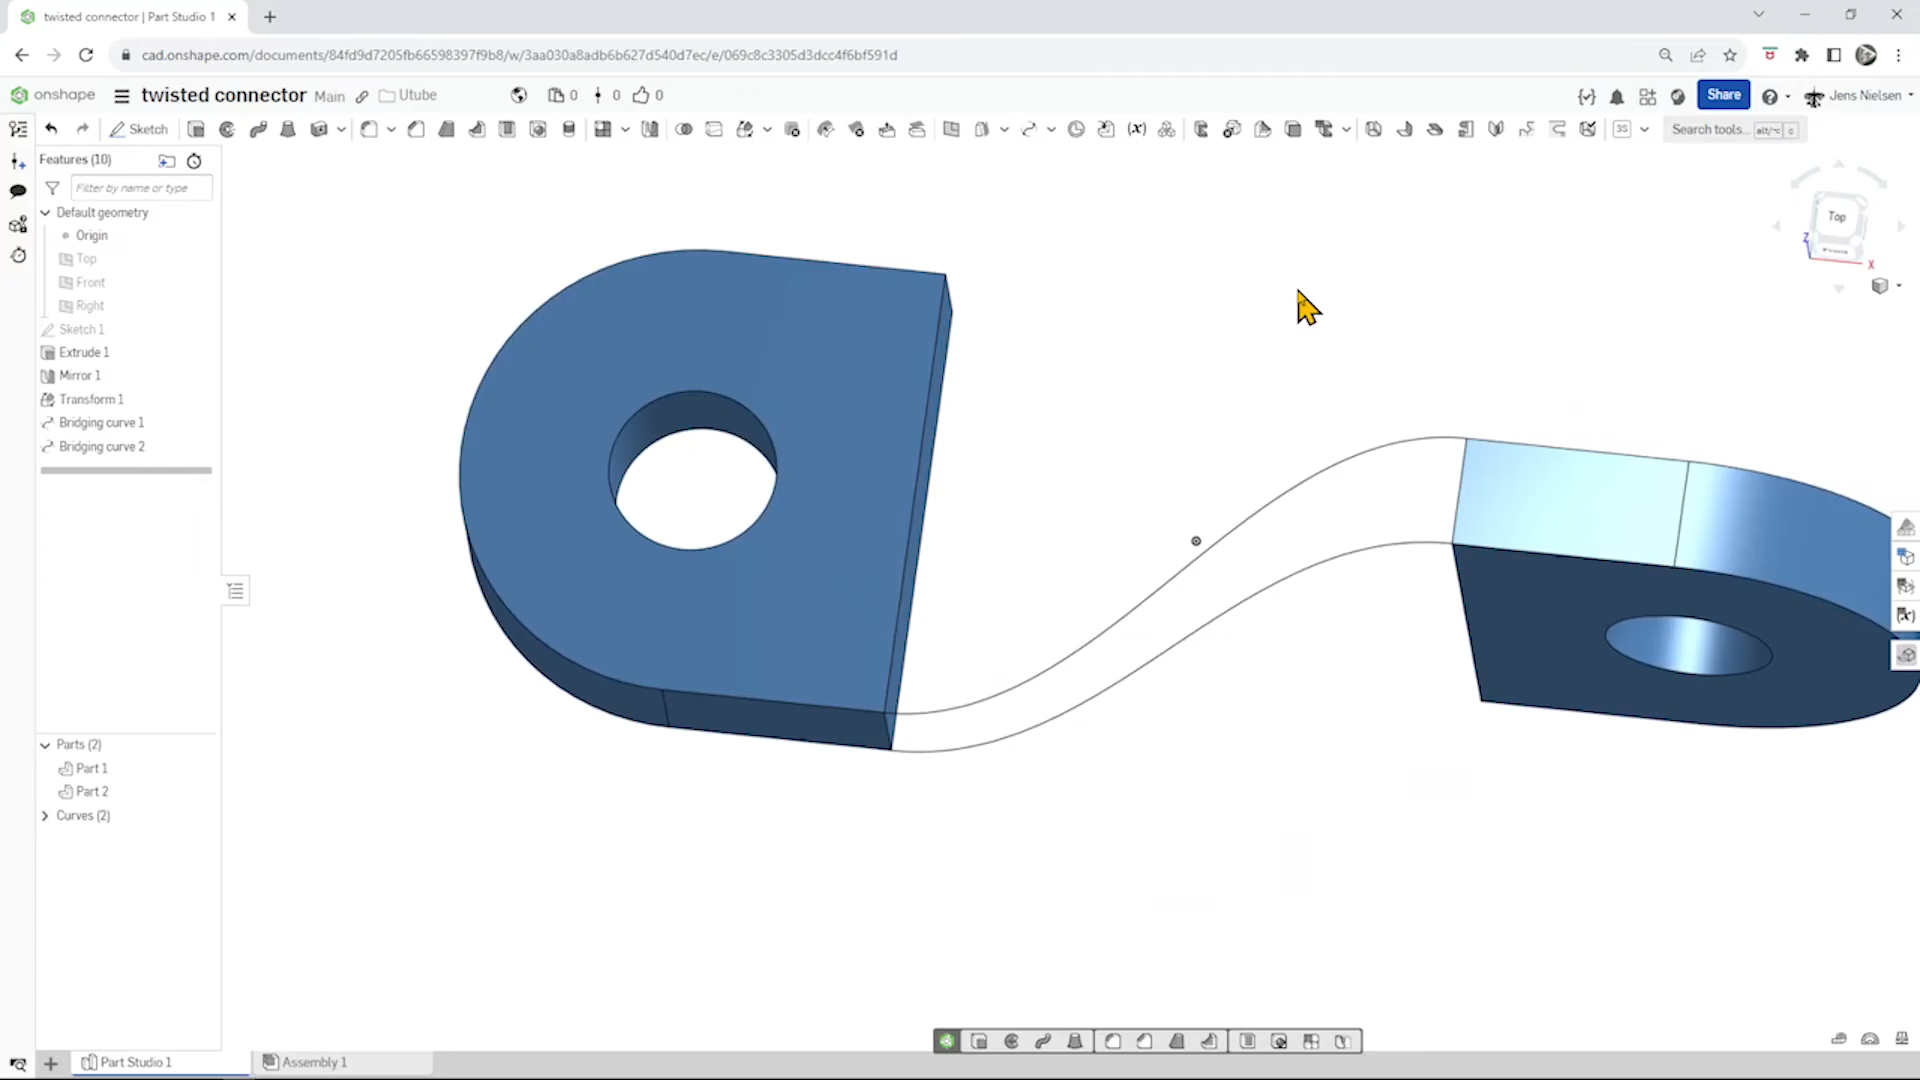 twisted connector | Part Studio 1
cad.onshape.com/documents/84fd9d7205fb66598397f9b8/w/3aa030a8adb6b627d540d7ec/e/069c8c3305d3dcc4f6bf591d
onshape twisted connector Main Utube 0 0 0 Share Jens Nielsen
Sketch Search tools... alt/⌥ c
Features (10)
Filter by name or type
Default geometry
Origin
Top
Front
Right
Sketch 1
Extrude 1
Mirror 1
Transform 1
Bridging curve 1
Bridging curve 2
Top
Z
X
Parts (2)
Part 1
Part 2
Curves (2)
Part Studio 1 Assembly 1